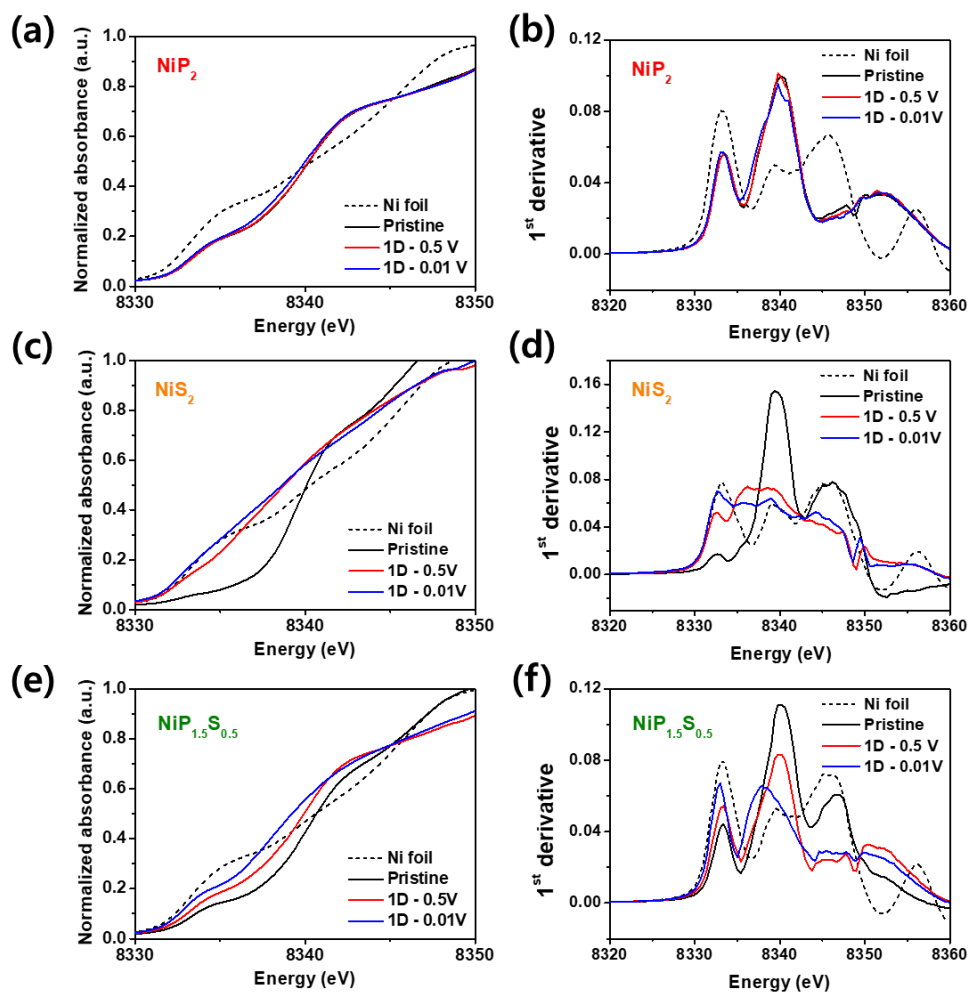 (a)
NiP2
Normalized absorbance (a.u.)
1.0
0.8
0.6
0.4
0.2
0.0
8330 8340 8350
Energy (eV)
Ni foil
Pristine
1D - 0.5 V
1D - 0.01 V
(b)
NiP2
1st derivative
0.12
0.08
0.04
0.00
8320 8330 8340 8350 8360
Energy (eV)
Ni foil
Pristine
1D - 0.5 V
1D - 0.01V
(c)
NiS2
Normalized absorbance (a.u.)
1.0
0.8
0.6
0.4
0.2
0.0
8330 8340 8350
Energy (eV)
Ni foil
Pristine
1D - 0.5V
1D - 0.01V
(d)
NiS2
1st derivative
0.16
0.12
0.08
0.04
0.00
8320 8330 8340 8350 8360
Energy (eV)
Ni foil
Pristine
1D - 0.5 V
1D - 0.01V
(e)
NiP1.5S0.5
Normalized absorbance (a.u.)
1.0
0.8
0.6
0.4
0.2
0.0
8330 8340 8350
Energy (eV)
Ni foil
Pristine
1D - 0.5V
1D - 0.01V
(f)
NiP1.5S0.5
1st derivative
0.12
0.08
0.04
0.00
8320 8330 8340 8350 8360
Energy (eV)
Ni foil
Pristine
1D - 0.5 V
1D - 0.01V